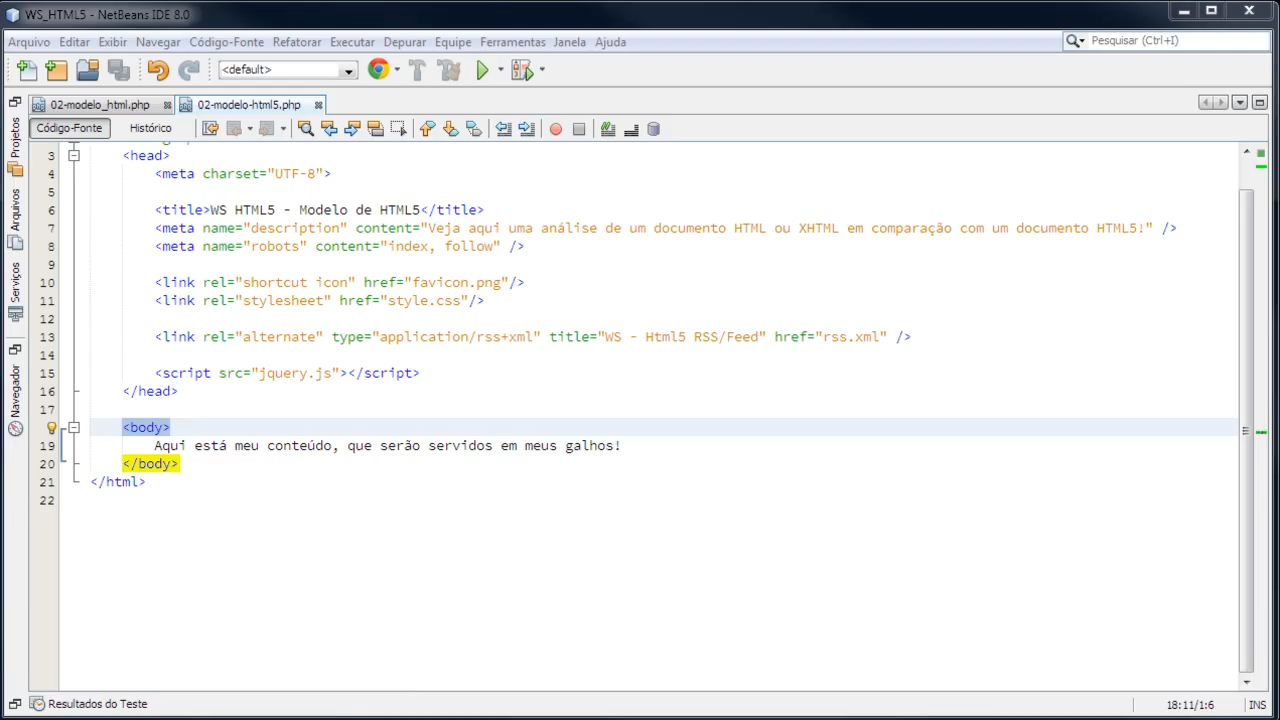 WS_HTML5 - NetBeans IDE 8.0
Arquivo Editar Exibir Navegar Código-Fonte Refatorar Executar Depurar Equipe Ferramentas Janela Ajuda
Pesquisar (Ctrl+I)
<default>
02-modelo_html.php
02-modelo-html5.php
Código-Fonte Histórico
Projetos
Arquivos
Serviços
Navegador
3 <head>
4 <meta charset="UTF-8">
5
6 <title>WS HTML5 - Modelo de HTML5</title>
7 <meta name="description" content="Veja aqui uma análise de um documento HTML ou XHTML em comparação com um documento HTML5!" />
8 <meta name="robots" content="index, follow" />
9
10 <link rel="shortcut icon" href="favicon.png"/>
11 <link rel="stylesheet" href="style.css"/>
12
13 <link rel="alternate" type="application/rss+xml" title="WS - Html5 RSS/Feed" href="rss.xml" />
14
15 <script src="jquery.js"></script>
16 </head>
17
<body>
19 Aqui está meu conteúdo, que serão servidos em meus galhos!
20 </body>
21 </html>
22
Resultados do Teste
18:11/1:6 INS